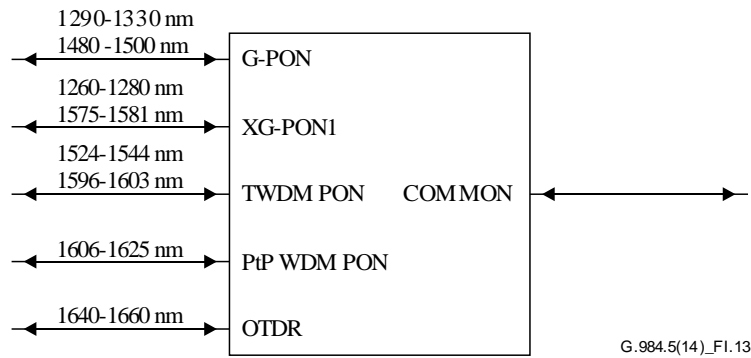 1290-1330 nm
1480 -1500 nm
G-PON
1260-1280 nm
1575-1581 nm
XG-PON1
1524-1544 nm
1596-1603 nm
TWDM PON
COMMON
1606-1625 nm
PtP WDM PON
1640-1660 nm
OTDR
G.984.5(14)_FI.13